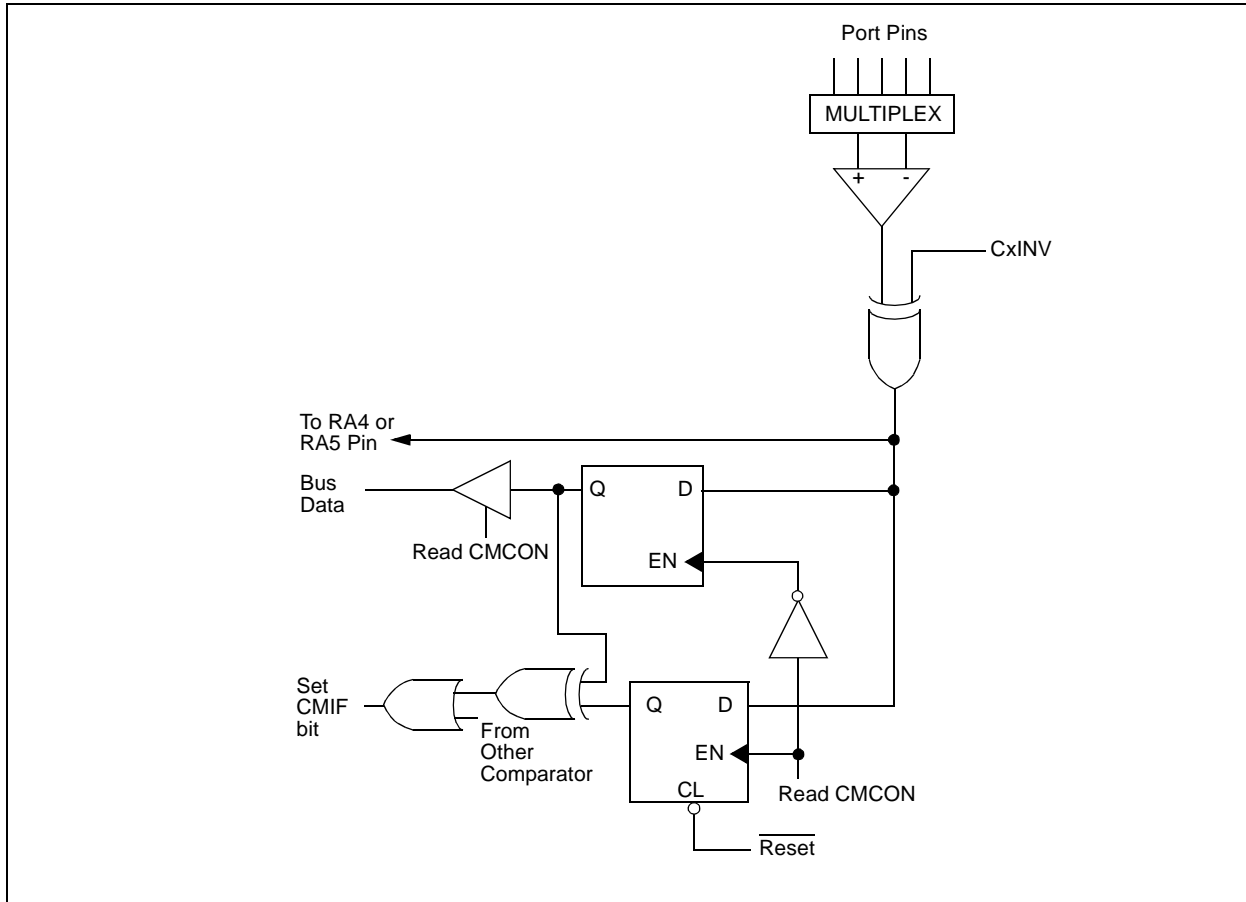 Port Pins
MULTIPLEX
+ -
CxINV
To RA4 or
RA5 Pin
Bus
Data
Q D
EN
Read CMCON
Set
CMIF
bit
From
Other
Comparator
Q D
EN
CL
Read CMCON
Reset